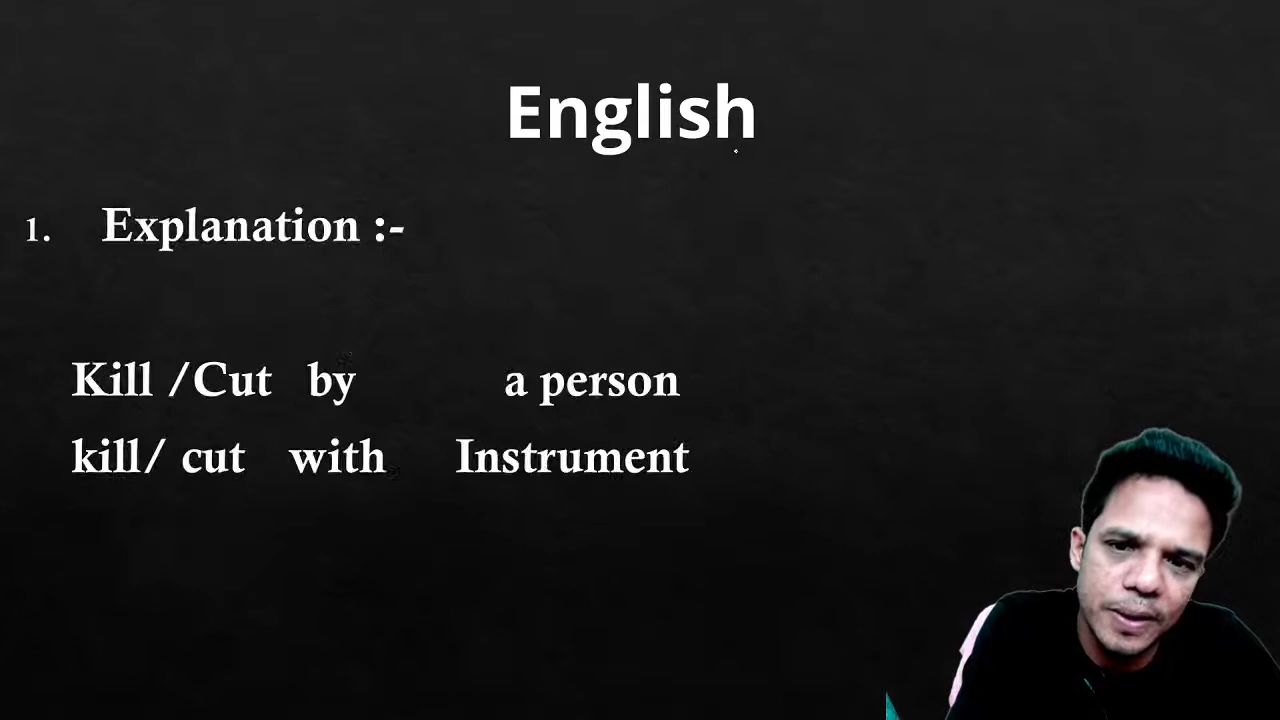 English
1. Explanation :-
Kill /Cut by a person
kill/ cut with Instrument